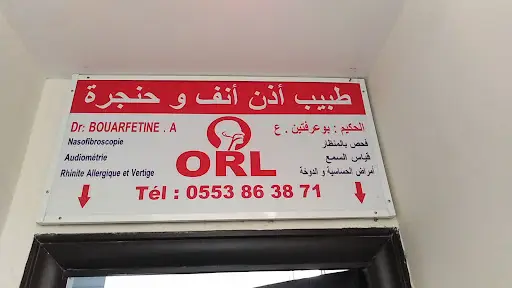 طبيب أذن أنف و حنجرة
Dr: BOUARFETINE . A
الحكيم : بوعرفتين . ع
Nasofibroscopie
فحص بالمنظار
Audiométrie
قياس السمع
Rhinite Allergique et Vertige
أمراض الحساسية و الدوخة
ORL
Tél : 0553 86 38 71